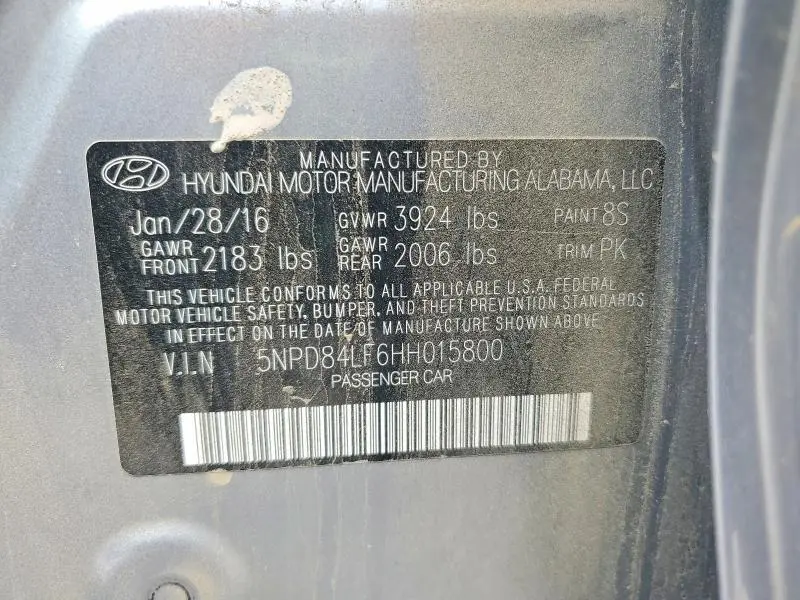 MANUFACTURED BY
HYUNDAI MOTOR MANUFACTURING ALABAMA, LLC
Jan/28/16 GVWR 3924 lbs PAINT 8S
GAWR FRONT 2183 lbs GAWR REAR 2006 lbs TRIM PK
THIS VEHICLE CONFORMS TO ALL APPLICABLE U.S.A. FEDERAL
MOTOR VEHICLE SAFETY, BUMPER, AND THEFT PREVENTION STANDARDS
IN EFFECT ON THE DATE OF MANUFACTURE SHOWN ABOVE
V.I.N 5NPD84LF6HH015800
PASSENGER CAR